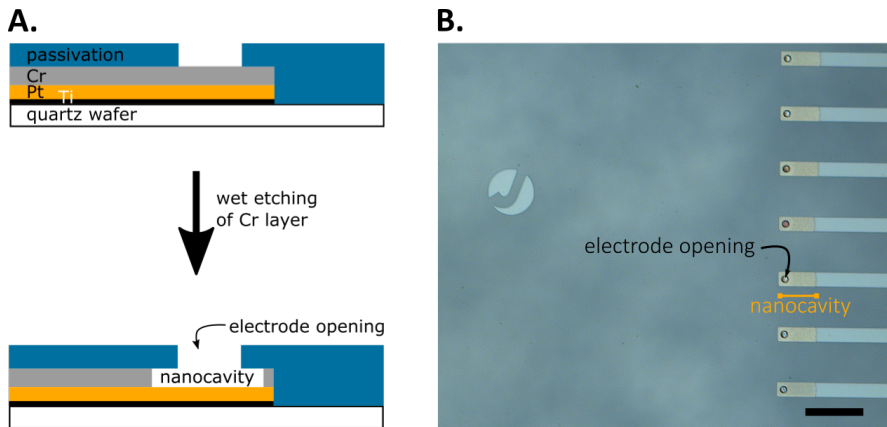 A.
passivation
Cr
Pt
Ti
quartz wafer
wet etching
of Cr layer
electrode opening
nanocavity
B.
electrode opening
nanocavity